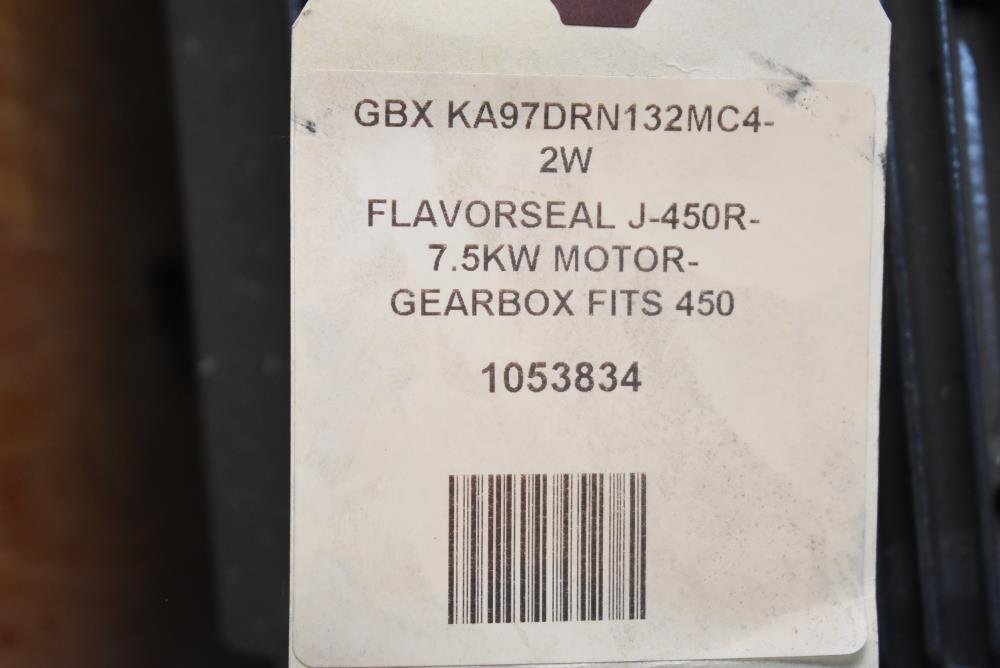 GBX KA97DRN132MC4-
2W
FLAVORSEAL J-450R-
7.5KW MOTOR-
GEARBOX FITS 450
1053834